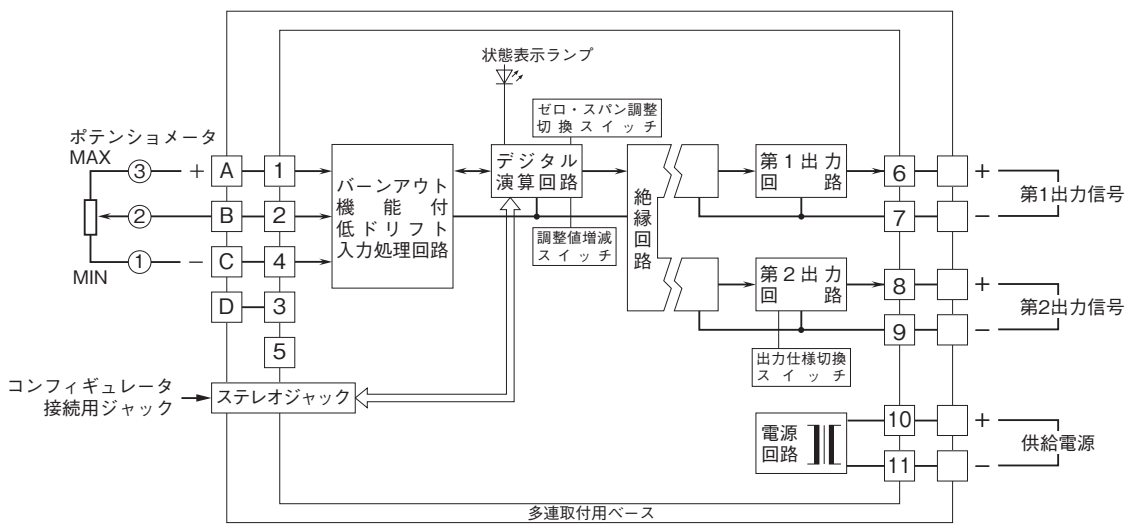 状態表示ランプ
ゼロ・スパン調整
切換スイッチ
ポテンショメータ
MAX
③
+
A
1
②
B
2
①
−
C
4
MIN
D
3
5
バーンアウト
機能付
低ドリフト
入力処理回路
デジタル
演算回路
調整値増減
スイッチ
絶縁回路
第1出力
回路
6
+
7
−
第1出力信号
第2出力
回路
8
+
9
−
第2出力信号
出力仕様切換
スイッチ
コンフィギュレータ
接続用ジャック
ステレオジャック
電源
回路
10
+
11
−
供給電源
多連取付用ベース